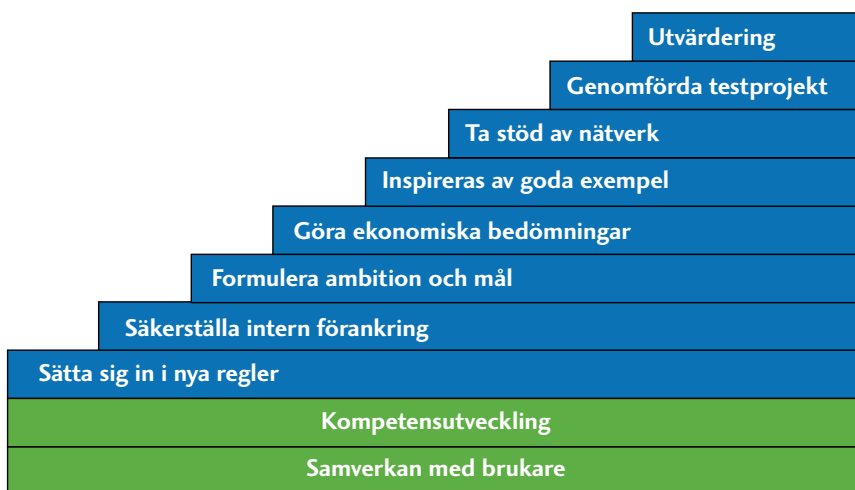 Utvärdering
Genomförda testprojekt
Ta stöd av nätverk
Inspireras av goda exempel
Göra ekonomiska bedömningar
Formulera ambition och mål
Säkerställa intern förankring
Sätta sig in i nya regler
Kompetensutveckling
Samverkan med brukare